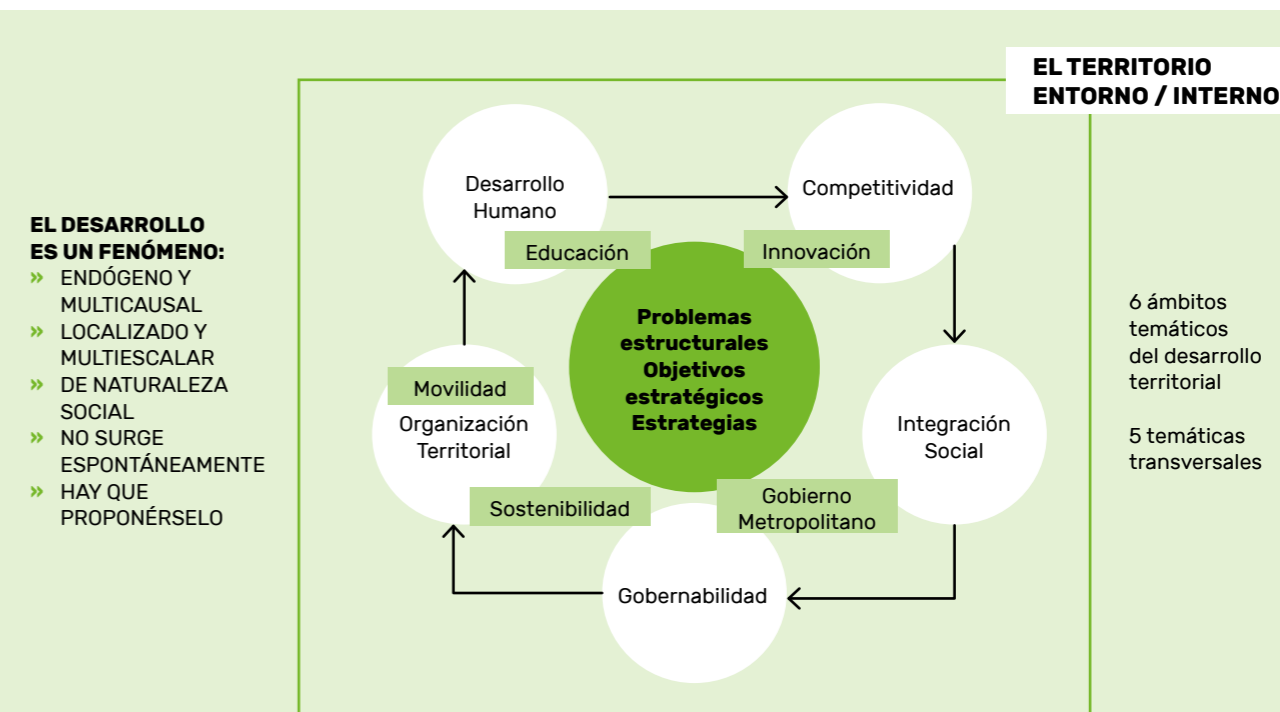 EL TERRITORIO
ENTORNO / INTERNO
EL DESARROLLO
ES UN FENÓMENO:
» ENDÓGENO Y
MULTICAUSAL
» LOCALIZADO Y
MULTIESCALAR
» DE NATURALEZA
SOCIAL
» NO SURGE
ESPONTÁNEAMENTE
» HAY QUE
PROPONÉRSELO
Desarrollo
Humano
Competitividad
Educación
Innovación
Problemas
estructurales
Objetivos
estratégicos
Estrategias
Movilidad
Organización
Territorial
Integración
Social
Sostenibilidad
Gobierno
Metropolitano
Gobernabilidad
6 ámbitos
temáticos
del desarrollo
territorial
5 temáticas
transversales